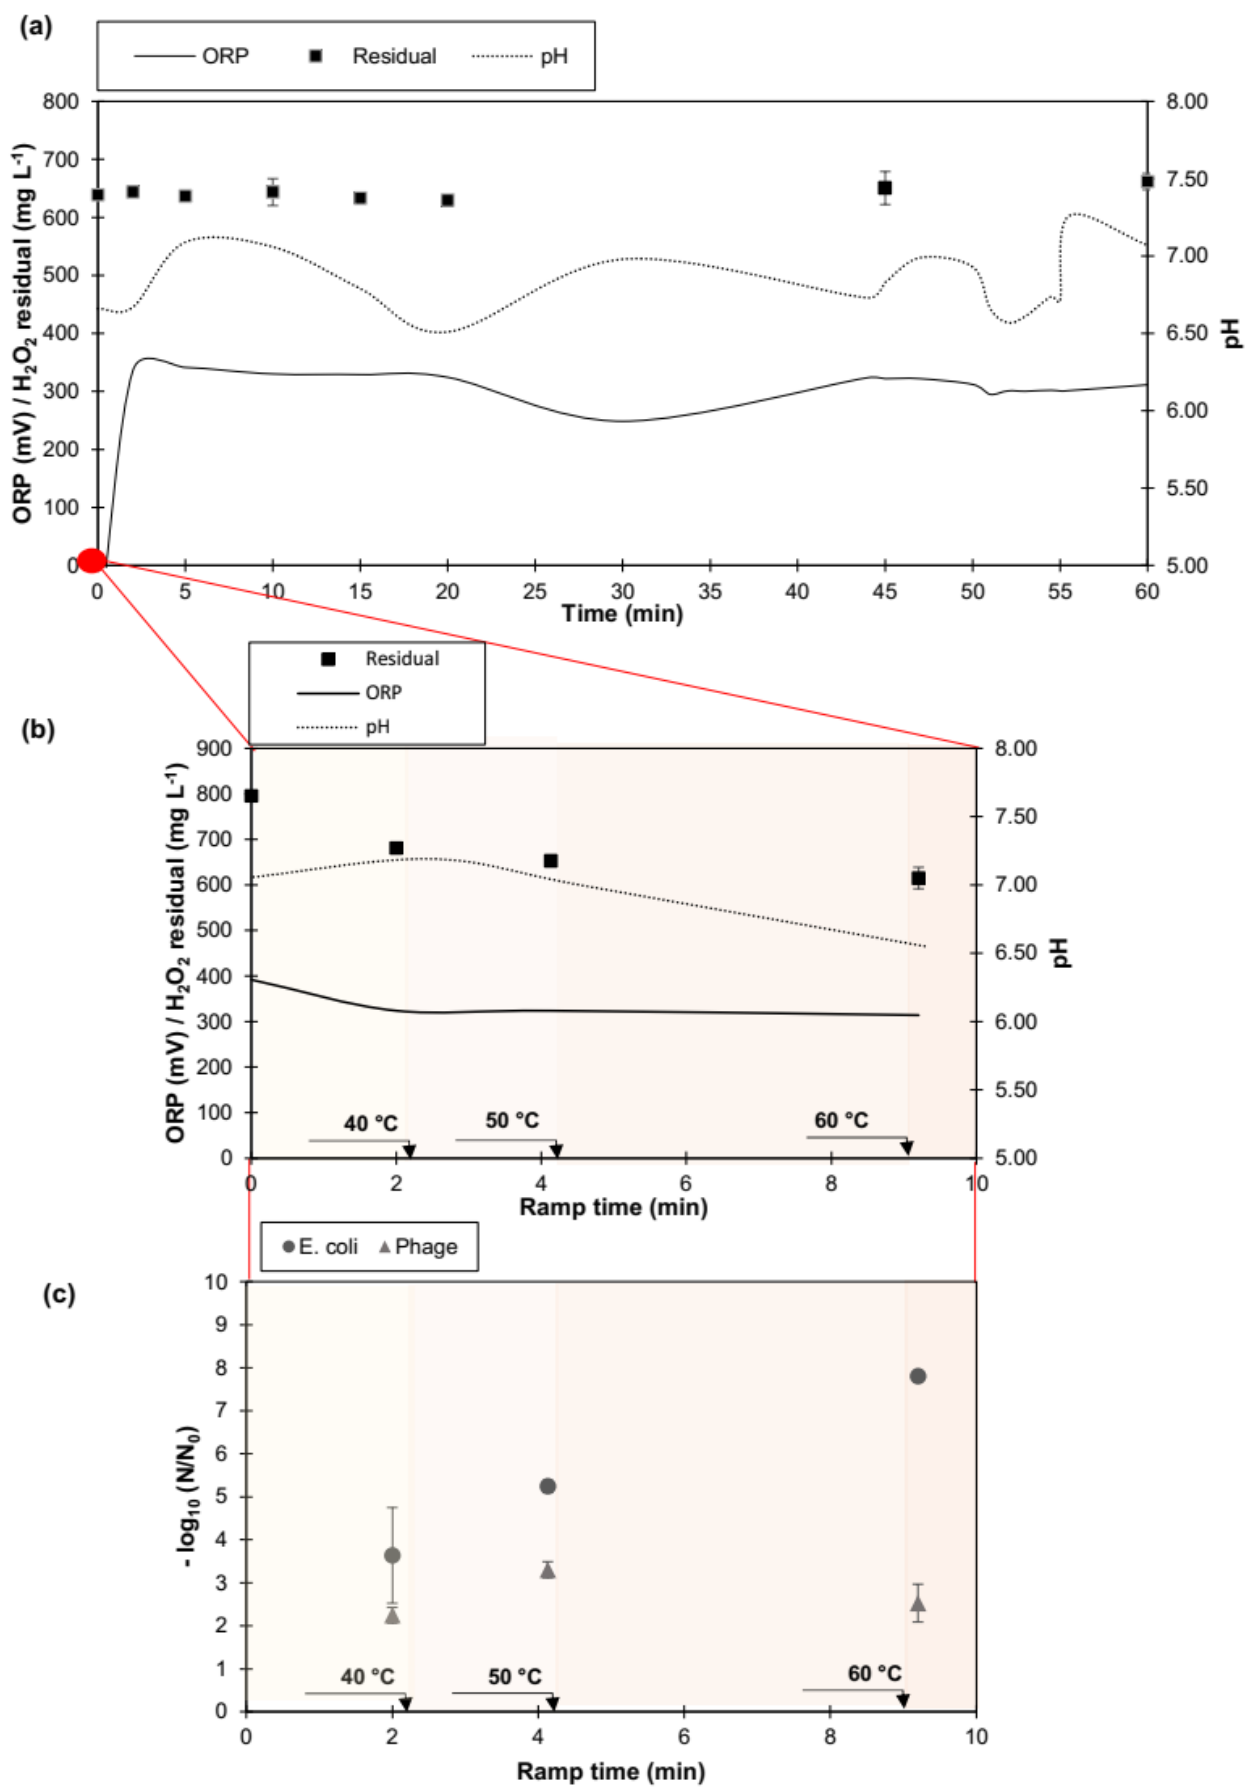 (a)
ORP Residual pH
ORP (mV) / H₂O₂ residual (mg L⁻¹)
800
700
600
500
400
300
200
100
0
8.00
7.50
7.00
6.50
6.00
5.50
5.00
pH
0 5 10 15 20 25 30 35 40 45 50 55 60
Time (min)
Residual
ORP
pH
(b)
ORP (mV) / H₂O₂ residual (mg L⁻¹)
900
800
700
600
500
400
300
200
100
0
8.00
7.50
7.00
6.50
6.00
5.50
5.00
pH
40 °C 50 °C 60 °C
0 2 4 6 8 10
Ramp time (min)
E. coli Phage
(c)
- log₁₀ (N/N₀)
10
9
8
7
6
5
4
3
2
1
0
40 °C 50 °C 60 °C
0 2 4 6 8 10
Ramp time (min)